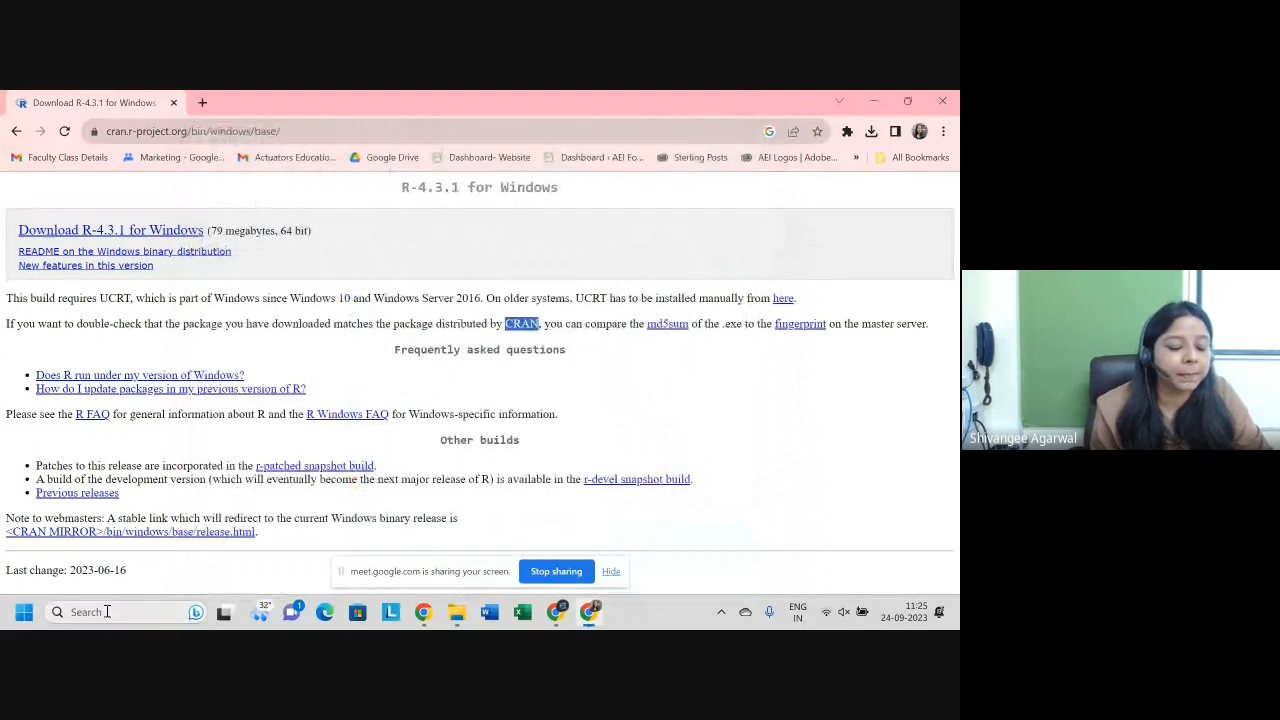 Download R-4.3.1 for Windows
cran.r-project.org/bin/windows/base/
Faculty Class Details
Marketing - Google...
Actuators Educatio...
Google Drive
Dashboard- Website
Dashboard ‹ AEI Fo...
Sterling Posts
AEI Logos | Adobe...
All Bookmarks
R-4.3.1 for Windows
Download R-4.3.1 for Windows (79 megabytes, 64 bit)
README on the Windows binary distribution
New features in this version
This build requires UCRT, which is part of Windows since Windows 10 and Windows Server 2016. On older systems, UCRT has to be installed manually from here.
If you want to double-check that the package you have downloaded matches the package distributed by CRAN, you can compare the md5sum of the .exe to the fingerprint on the master server.
Frequently asked questions
Does R run under my version of Windows?
How do I update packages in my previous version of R?
Please see the R FAQ for general information about R and the R Windows FAQ for Windows-specific information.
Other builds
Patches to this release are incorporated in the r-patched snapshot build.
A build of the development version (which will eventually become the next major release of R) is available in the r-devel snapshot build.
Previous releases
Note to webmasters: A stable link which will redirect to the current Windows binary release is
<CRAN MIRROR>/bin/windows/base/release.html.
Last change: 2023-06-16
meet.google.com is sharing your screen.
Stop sharing
Hide
Search
32°
1
ENG
IN
11:25
24-09-2023
Shivangee Agarwal